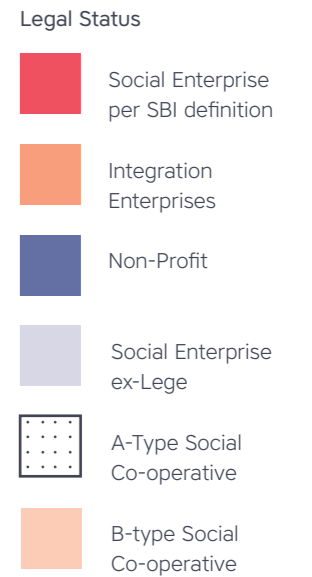 Legal Status
Social Enterprise
per SBI definition
Integration
Enterprises
Non-Profit
Social Enterprise
ex-Lege
A-Type Social
Co-operative
B-type Social
Co-operative